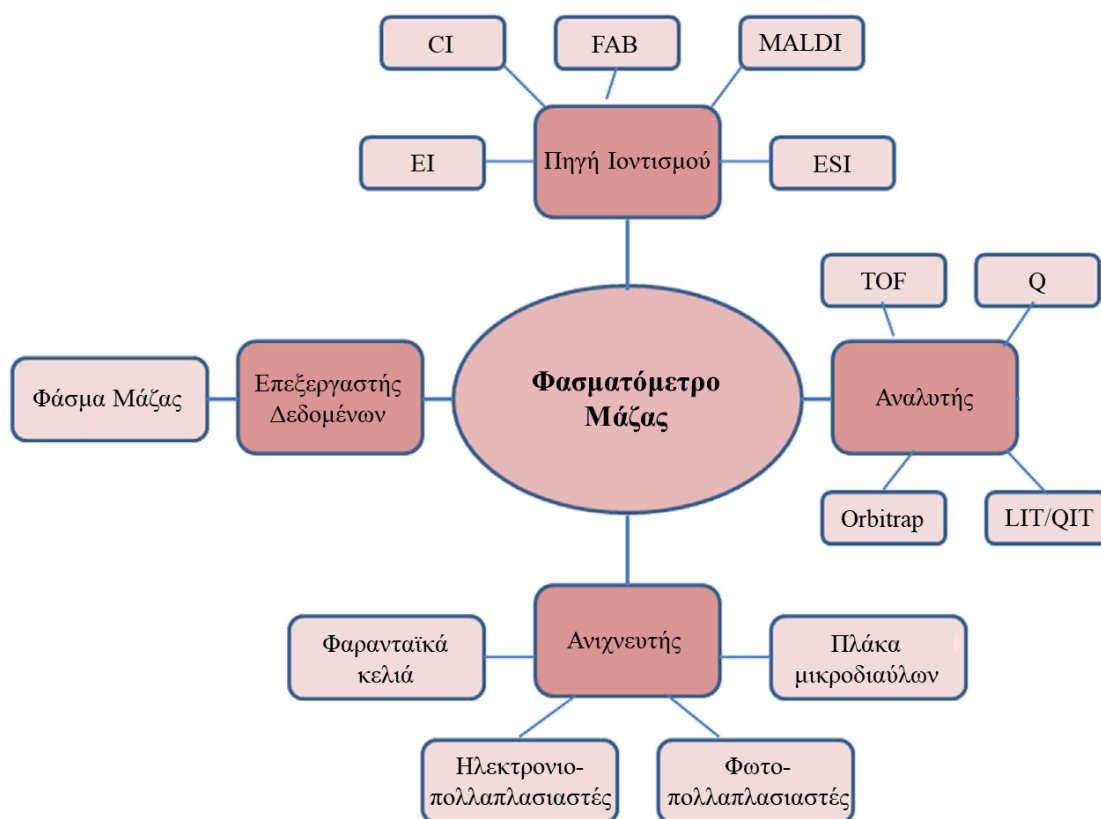 CI
FAB
MALDI
EI
Πηγή Ιοντισμού
ESI
TOF
Q
Φάσμα Μάζας
Επεξεργαστής
Δεδομένων
Φασματόμετρο
Μάζας
Αναλυτής
Orbitrap
LIT/QIT
Φαρανταϊκά
κελιά
Ανιχνευτής
Πλάκα
μικροδιαύλων
Ηλεκτρονιο-
πολλαπλασιαστές
Φωτο-
πολλαπλασιαστές